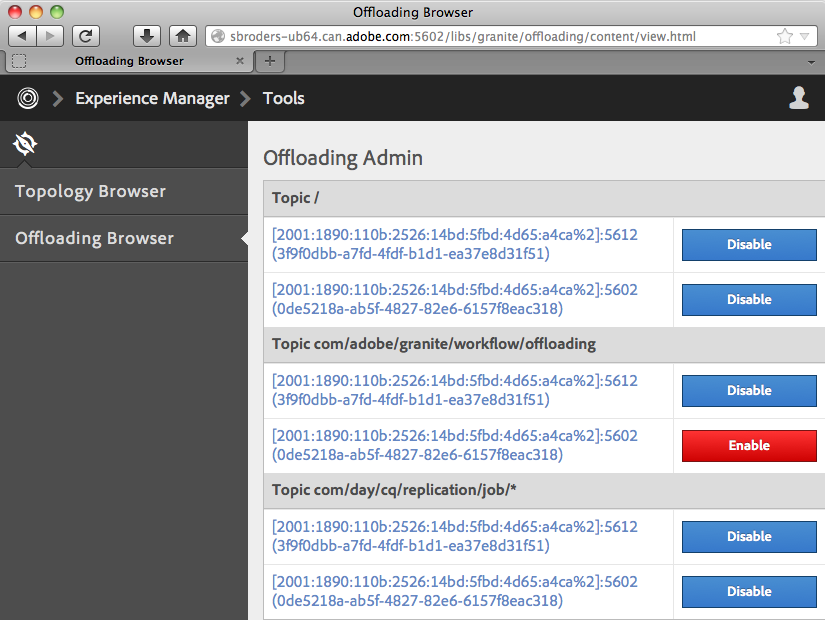 Offloading Browser
sbroders-ub64.can.adobe.com:5602/libs/granite/offloading/content/view.html
Offloading Browser
Experience Manager
Tools
Topology Browser
Offloading Browser
Offloading Admin
Topic /
[2001:1890:110b:2526:14bd:5fbd:4d65:a4ca%2]:5612
(3f9f0dbb-a7fd-4fdf-b1d1-ea37e8d31f51)
Disable
[2001:1890:110b:2526:14bd:5fbd:4d65:a4ca%2]:5602
(0de5218a-ab5f-4827-82e6-6157f8eac318)
Disable
Topic com/adobe/granite/workflow/offloading
[2001:1890:110b:2526:14bd:5fbd:4d65:a4ca%2]:5612
(3f9f0dbb-a7fd-4fdf-b1d1-ea37e8d31f51)
Disable
[2001:1890:110b:2526:14bd:5fbd:4d65:a4ca%2]:5602
(0de5218a-ab5f-4827-82e6-6157f8eac318)
Enable
Topic com/day/cq/replication/job/*
[2001:1890:110b:2526:14bd:5fbd:4d65:a4ca%2]:5612
(3f9f0dbb-a7fd-4fdf-b1d1-ea37e8d31f51)
Disable
[2001:1890:110b:2526:14bd:5fbd:4d65:a4ca%2]:5602
(0de5218a-ab5f-4827-82e6-6157f8eac318)
Disable